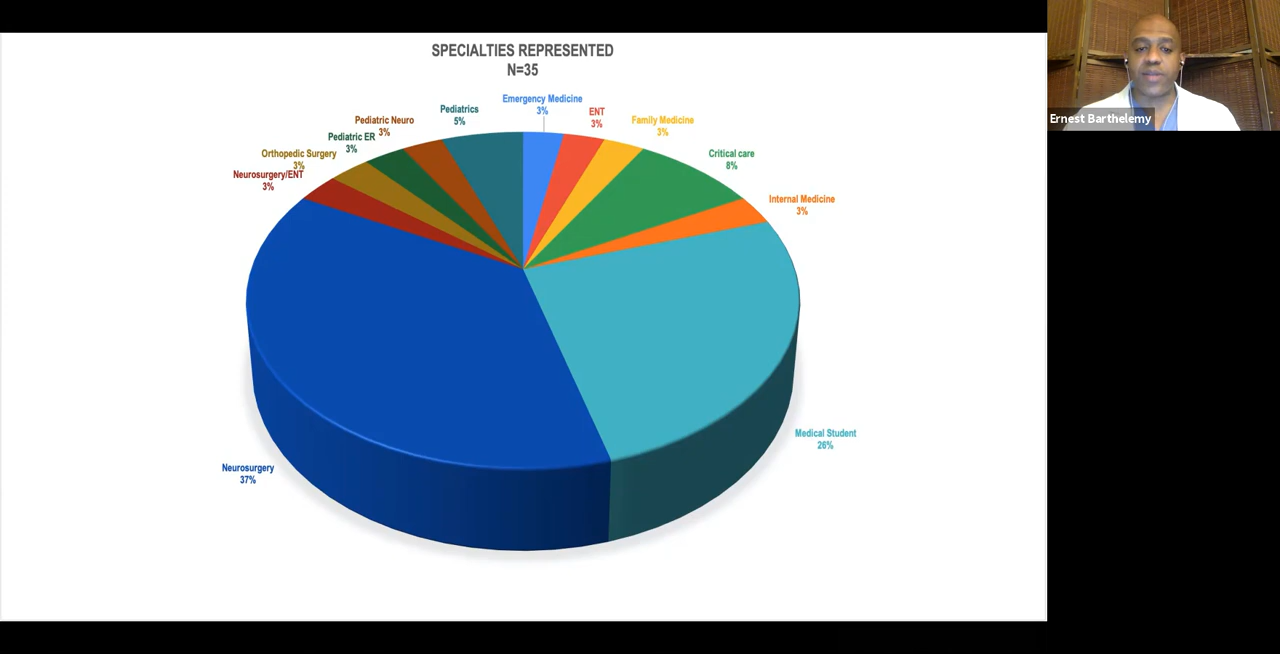 SPECIALTIES REPRESENTED
N=35
Emergency Medicine
3%
ENT
3%
Family Medicine
3%
Critical care
8%
Internal Medicine
3%
Medical Student
26%
Neurosurgery
37%
Neurosurgery/ENT
3%
Orthopedic Surgery
3%
Pediatric ER
3%
Pediatric Neuro
3%
Pediatrics
5%
Ernest Barthelemy